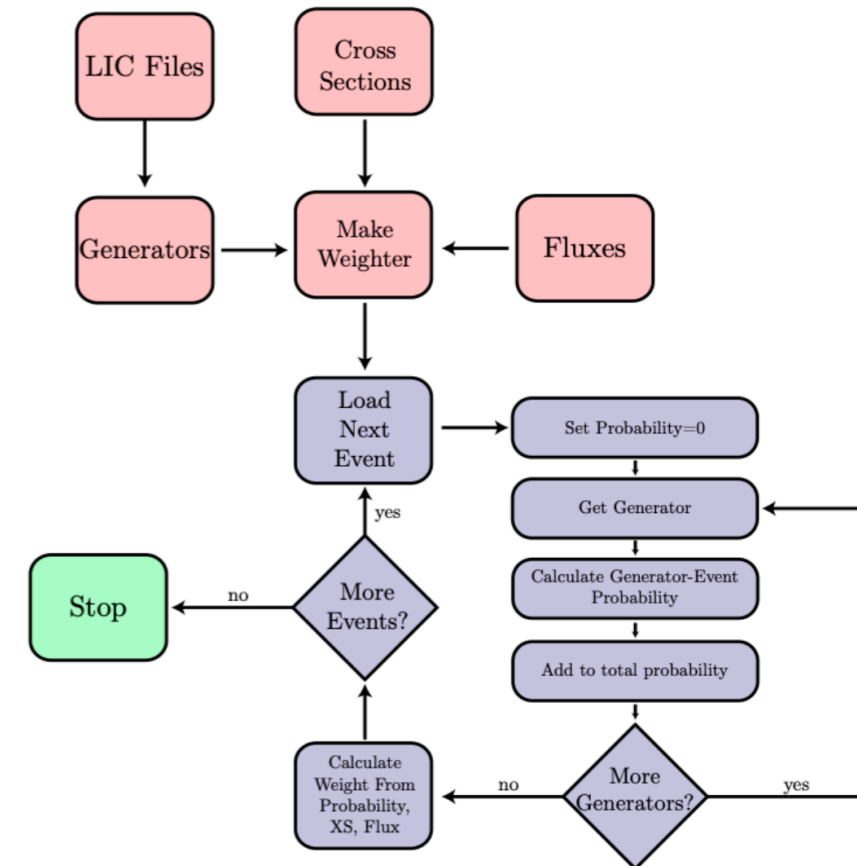 LIC Files
Cross
Sections
Generators
Make
Weighter
Fluxes
Load
Next
Event
Set Probability=0
Get Generator
Calculate Generator-Event
Probability
Add to total probability
More
Generators?
yes
no
Calculate
Weight From
Probability,
XS, Flux
More
Events?
yes
no
Stop